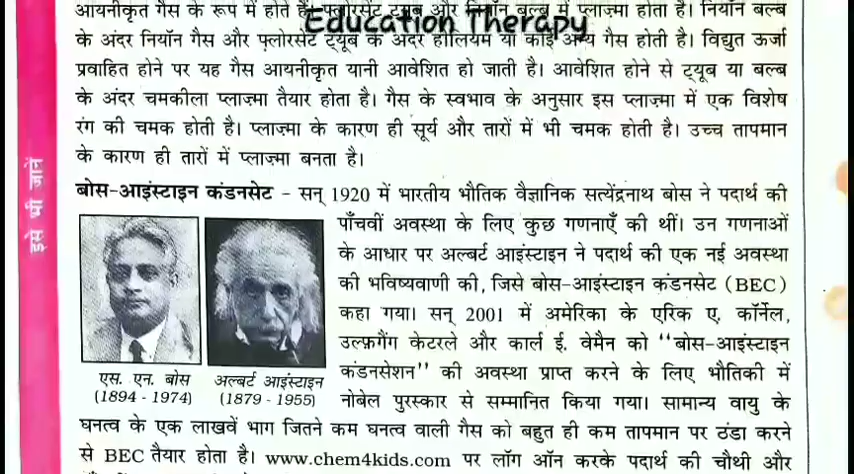 आयनीकृत गैस के रूप में होते हैं। फ्लोरसेंट ट्यूब और नियॉन बल्ब में प्लाज़्मा होता है। नियॉन बल्ब
Education Therapy
के अंदर नियॉन गैस और फ्लोरसेंट ट्यूब के अंदर हीलियम या कोई अन्य गैस होती है। विद्युत ऊर्जा
प्रवाहित होने पर यह गैस आयनीकृत यानी आवेशित हो जाती है। आवेशित होने से ट्यूब या बल्ब
के अंदर चमकीला प्लाज़्मा तैयार होता है। गैस के स्वभाव के अनुसार इस प्लाज़्मा में एक विशेष
रंग की चमक होती है। प्लाज़्मा के कारण ही सूर्य और तारों में भी चमक होती है। उच्च तापमान
के कारण ही तारों में प्लाज़्मा बनता है।
इसे भी जानें
बोस-आइंस्टाइन कंडनसेट - सन् 1920 में भारतीय भौतिक वैज्ञानिक सत्येंद्रनाथ बोस ने पदार्थ की
पाँचवीं अवस्था के लिए कुछ गणनाएँ की थीं। उन गणनाओं
के आधार पर अल्बर्ट आइंस्टाइन ने पदार्थ की एक नई अवस्था
की भविष्यवाणी की, जिसे बोस-आइंस्टाइन कंडनसेट (BEC)
कहा गया। सन् 2001 में अमेरिका के एरिक ए. कॉर्नेल,
उल्फ़गैंग केटरले और कार्ल ई. वेमैन को "बोस-आइंस्टाइन
कंडनसेशन" की अवस्था प्राप्त करने के लिए भौतिकी में
नोबेल पुरस्कार से सम्मानित किया गया। सामान्य वायु के
एस. एन. बोस
(1894 - 1974)
अल्बर्ट आइंस्टाइन
(1879 - 1955)
घनत्व के एक लाखवें भाग जितने कम घनत्व वाली गैस को बहुत ही कम तापमान पर ठंडा करने
से BEC तैयार होता है। www.chem4kids.com पर लॉग ऑन करके पदार्थ की चौथी और